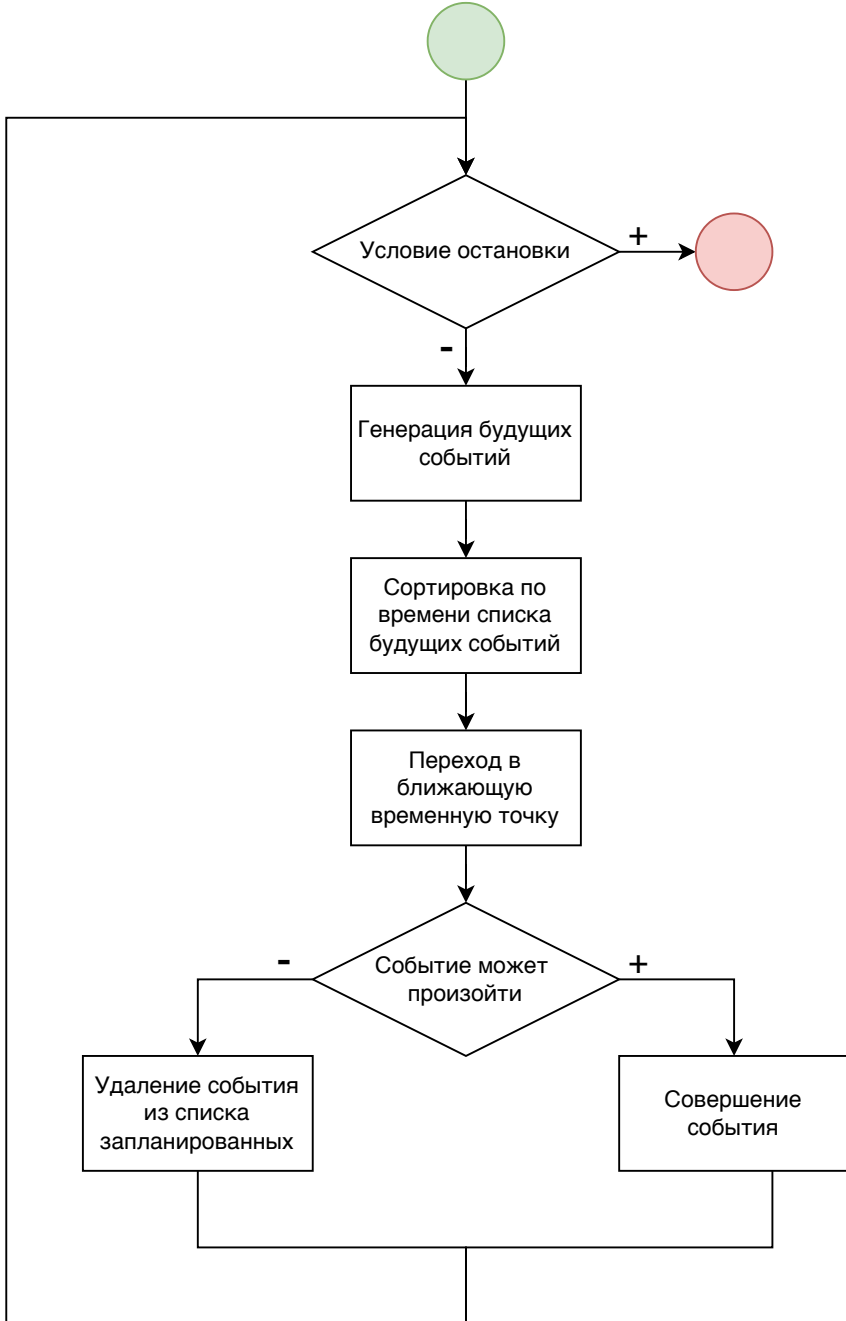 Условие остановки
+
-
Генерация будущих
событий
Сортировка по
времени списка
будущих событий
Переход в
ближающую
временную точку
-
Событие может
произойти
+
Удаление события
из списка
запланированных
Совершение
события